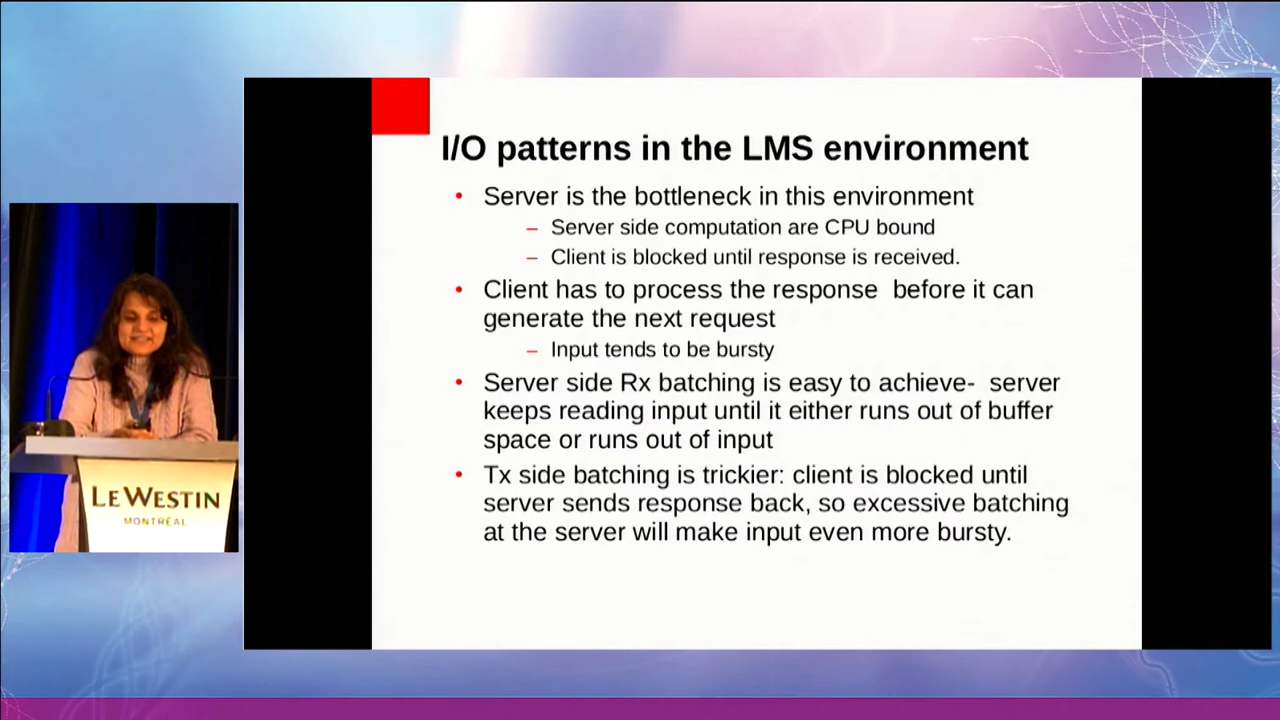 I/O patterns in the LMS environment
• Server is the bottleneck in this environment
– Server side computation are CPU bound
– Client is blocked until response is received.
• Client has to process the response before it can
generate the next request
– Input tends to be bursty
• Server side Rx batching is easy to achieve- server
keeps reading input until it either runs out of buffer
space or runs out of input
• Tx side batching is trickier: client is blocked until
server sends response back, so excessive batching
at the server will make input even more bursty.
LE WESTIN
MONTRÉAL